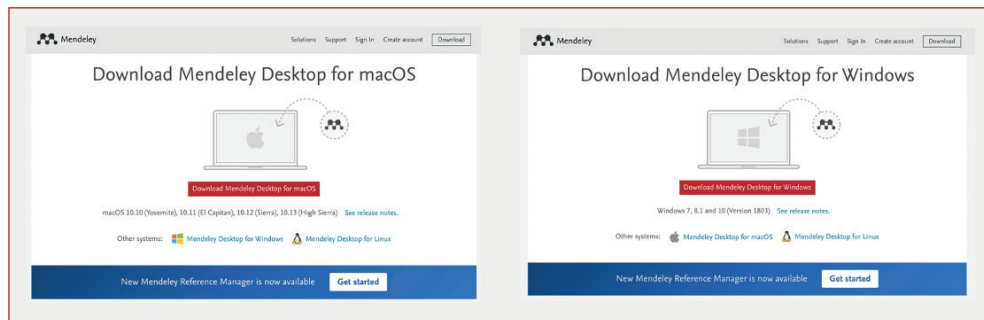 Mendeley
Solutions Support Sign In Create account Download
Download Mendeley Desktop for macOS
Download Mendeley Desktop for macOS
macOS 10.10 (Yosemite), 10.11 (El Capitan), 10.12 (Sierra), 10.13 (High Sierra) See release notes.
Other systems: Mendeley Desktop for Windows Mendeley Desktop for Linux
New Mendeley Reference Manager is now available Get started
Mendeley
Solutions Support Sign In Create account Download
Download Mendeley Desktop for Windows
Download Mendeley Desktop for Windows
Windows 7, 8.1 and 10 (Version 1803) See release notes.
Other systems: Mendeley Desktop for macOS Mendeley Desktop for Linux
New Mendeley Reference Manager is now available Get started